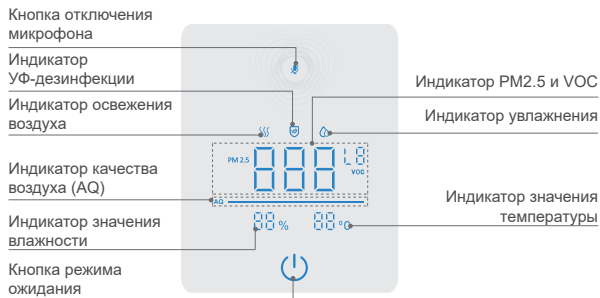 Кнопка отключения
микрофона
Индикатор
УФ-дезинфекции
Индикатор освежения
воздуха
Индикатор качества
воздуха (AQ)
Индикатор значения
влажности
Кнопка режима
ожидания
PM 2.5
888
L8
VOC
AQ
88 %
88 °C
Индикатор PM2.5 и VOC
Индикатор увлажнения
Индикатор значения
температуры